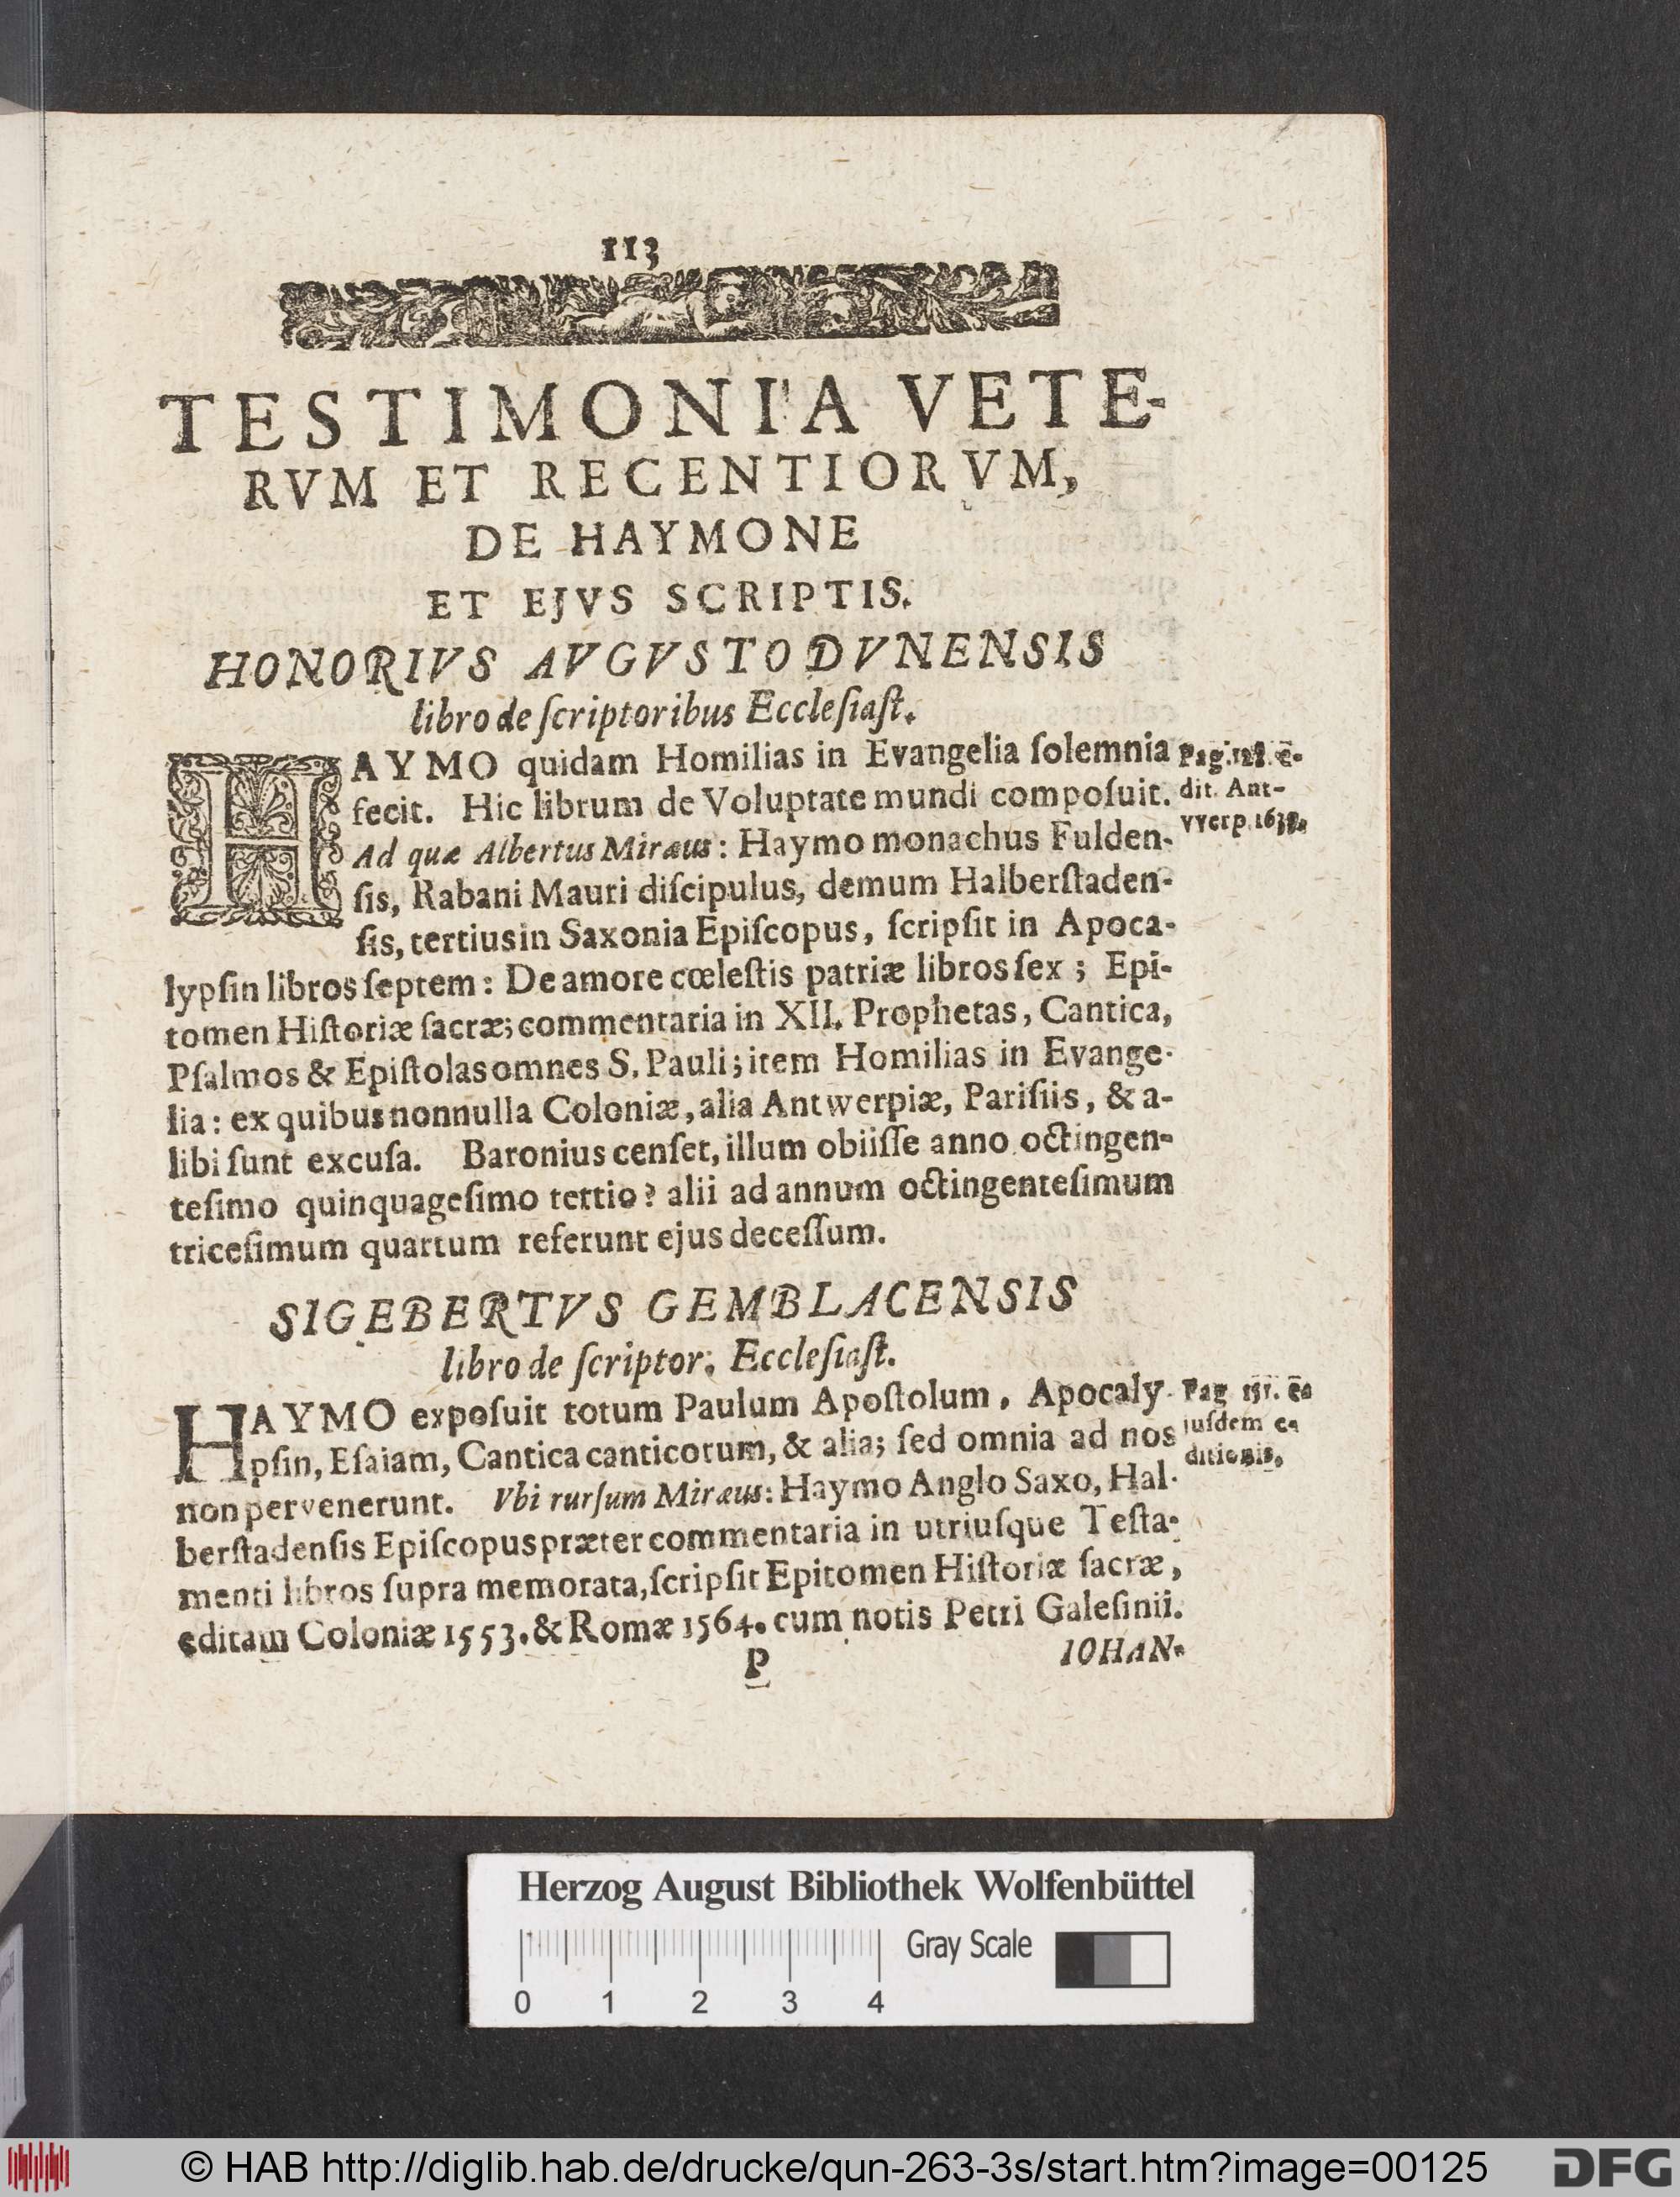 113
TESTIMONIA VETE-
RVM ET RECENTIORVM,
DE HAYMONE
ET EJVS SCRIPTIS.
HONORIVS AVGVSTODVNENSIS
libro de ſcriptoribus Eccleſiaſt.
HAYMO quidam Homilias in Evangelia ſolemnia
fecit. Hic librum de Voluptate mundi compoſuit.
Ad quæ Albertus Miræus: Haymo monachus Fulden-
ſis, Rabani Mauri diſcipulus, demum Halberſtaden-
ſis, tertius in Saxonia Epiſcopus, ſcripſit in Apoca-
lypſin libros ſeptem: De amore cœleſtis patriæ libros ſex; Epi-
tomen Hiſtoriæ ſacræ; commentaria in XII. Prophetas, Cantica,
Pſalmos & Epiſtolas omnes S. Pauli; item Homilias in Evange-
lia: ex quibus nonnulla Coloniæ, alia Antwerpiæ, Pariſiis, & a-
libi ſunt excuſa. Baronius cenſet, illum obiiſſe anno octingen-
teſimo quinquageſimo tertio? alii ad annum octingenteſimum
triceſimum quartum referunt ejus deceſſum.
Pag. ē-
dit. Ant-
vverp.
SIGEBERTVS GEMBLACENSIS
libro de ſcriptor. Eccleſiaſt.
HAYMO expoſuit totum Paulum Apoſtolum, Apocaly-
pſin, Eſaiam, Cantica canticorum, & alia; ſed omnia ad nos
non pervenerunt. Vbi rurſum Miræus: Haymo Anglo Saxo, Hal-
berſtadenſis Epiſcopus præter commentaria in utriuſque Teſta-
menti libros ſupra memorata, ſcripſit Epitomen Hiſtoriæ ſacræ,
editam Coloniæ 1553. & Romæ 1564. cum notis Petri Galeſinii.
Pag.
iuſdem e-
ditionis.
P
IOHAN-
Herzog August Bibliothek Wolfenbüttel
0 1 2 3 4
Gray Scale
© HAB http://diglib.hab.de/drucke/qun-263-3s/start.htm?image=00125
DFG